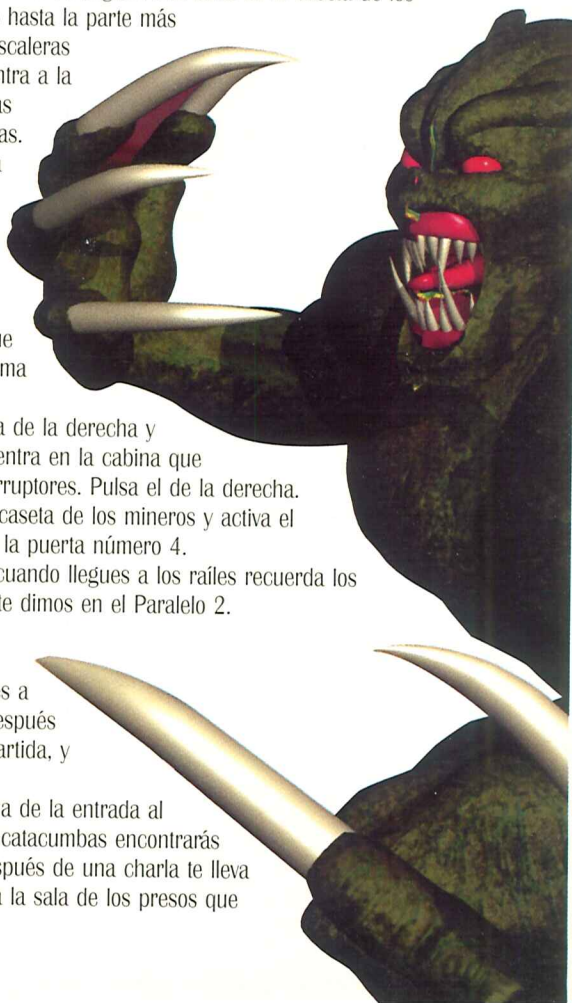 hasta la parte más
scaleras
ntra a la
as
as.
ue
ma
a de la derecha y
entra en la cabina que
rruptores. Pulsa el de la derecha.
caseta de los mineros y activa el
la puerta número 4.
cuando llegues a los raíles recuerda los
te dimos en el Paralelo 2.
s a
espués
artida, y
a de la entrada al
catacumbas encontrarás
spués de una charla te lleva
a la sala de los presos que